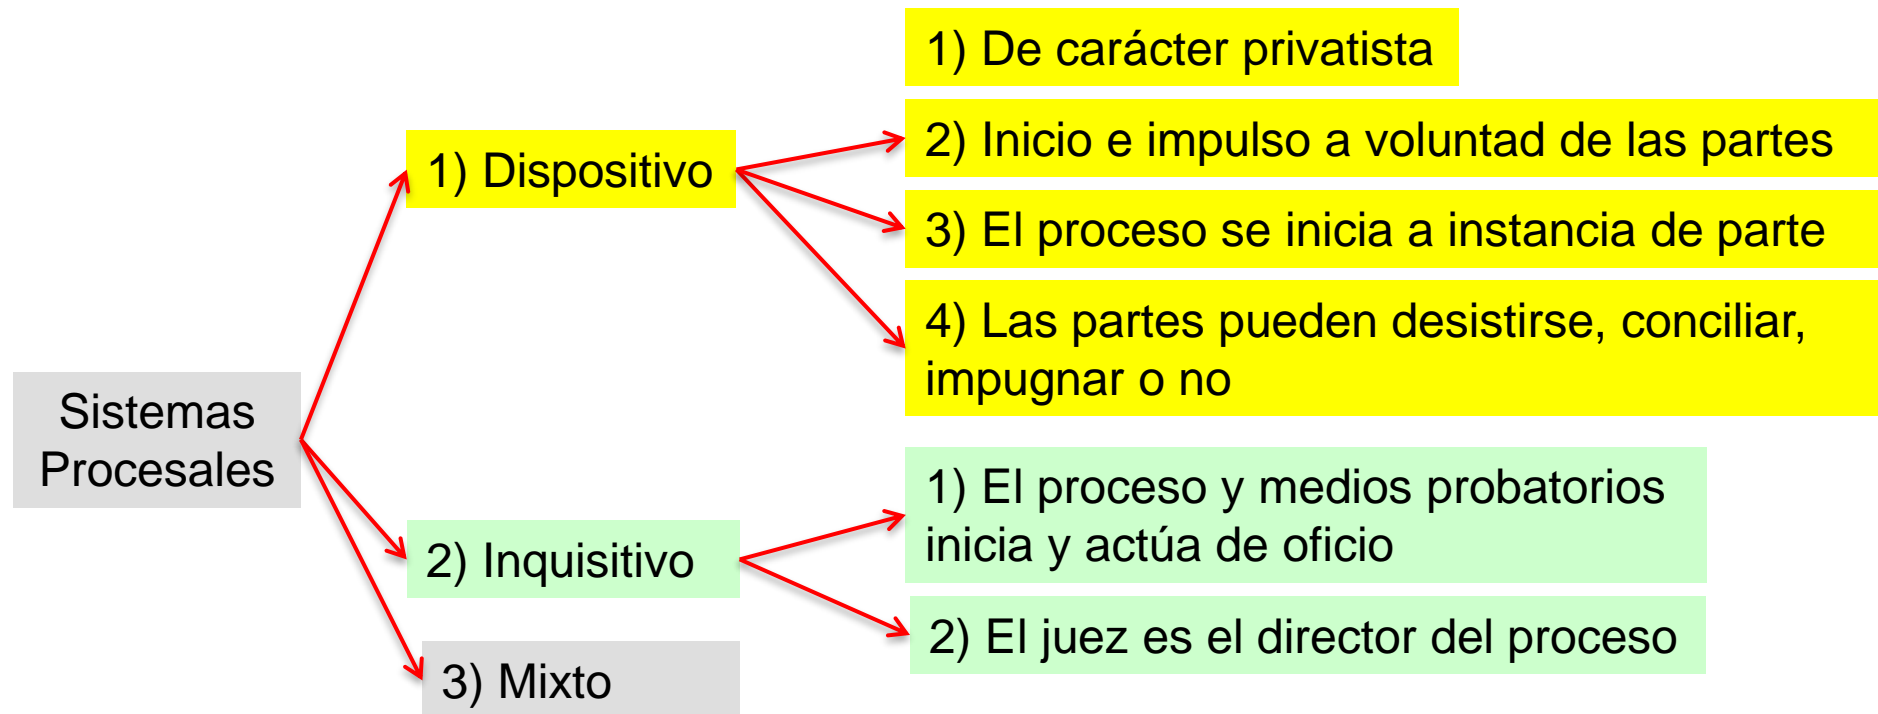 Sistemas
Procesales
1) Dispositivo
1) De carácter privatista
2) Inicio e impulso a voluntad de las partes
3) El proceso se inicia a instancia de parte
4) Las partes pueden desistirse, conciliar,
impugnar o no
2) Inquisitivo
1) El proceso y medios probatorios
inicia y actúa de oficio
2) El juez es el director del proceso
3) Mixto